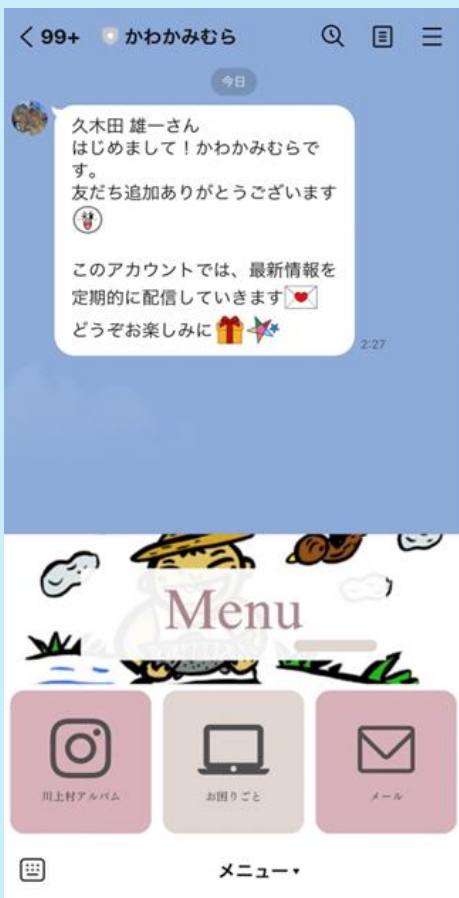 99+ かわかみむら
今日
久木田 雄一さん
はじめまして！かわかみむらで
す。
友だち追加ありがとうございます
このアカウントでは、最新情報を
定期的に配信していきます
どうぞお楽しみに
2:27
Menu
川上村アルバム
お困りごと
メール
メニュー▾